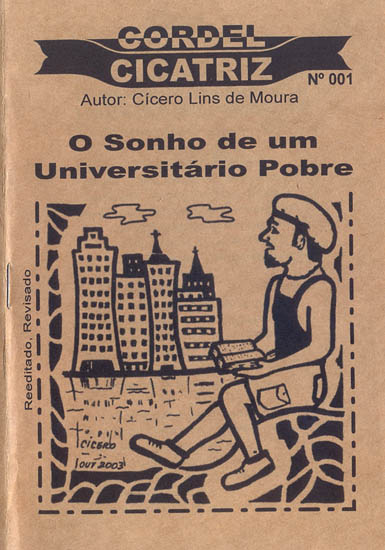 CORDEL
CICATRIZ
Nº 001
Autor: Cícero Lins de Moura
O Sonho de um
Universitário Pobre
Reeditado, Revisado
CÍCERO
OUT 2003